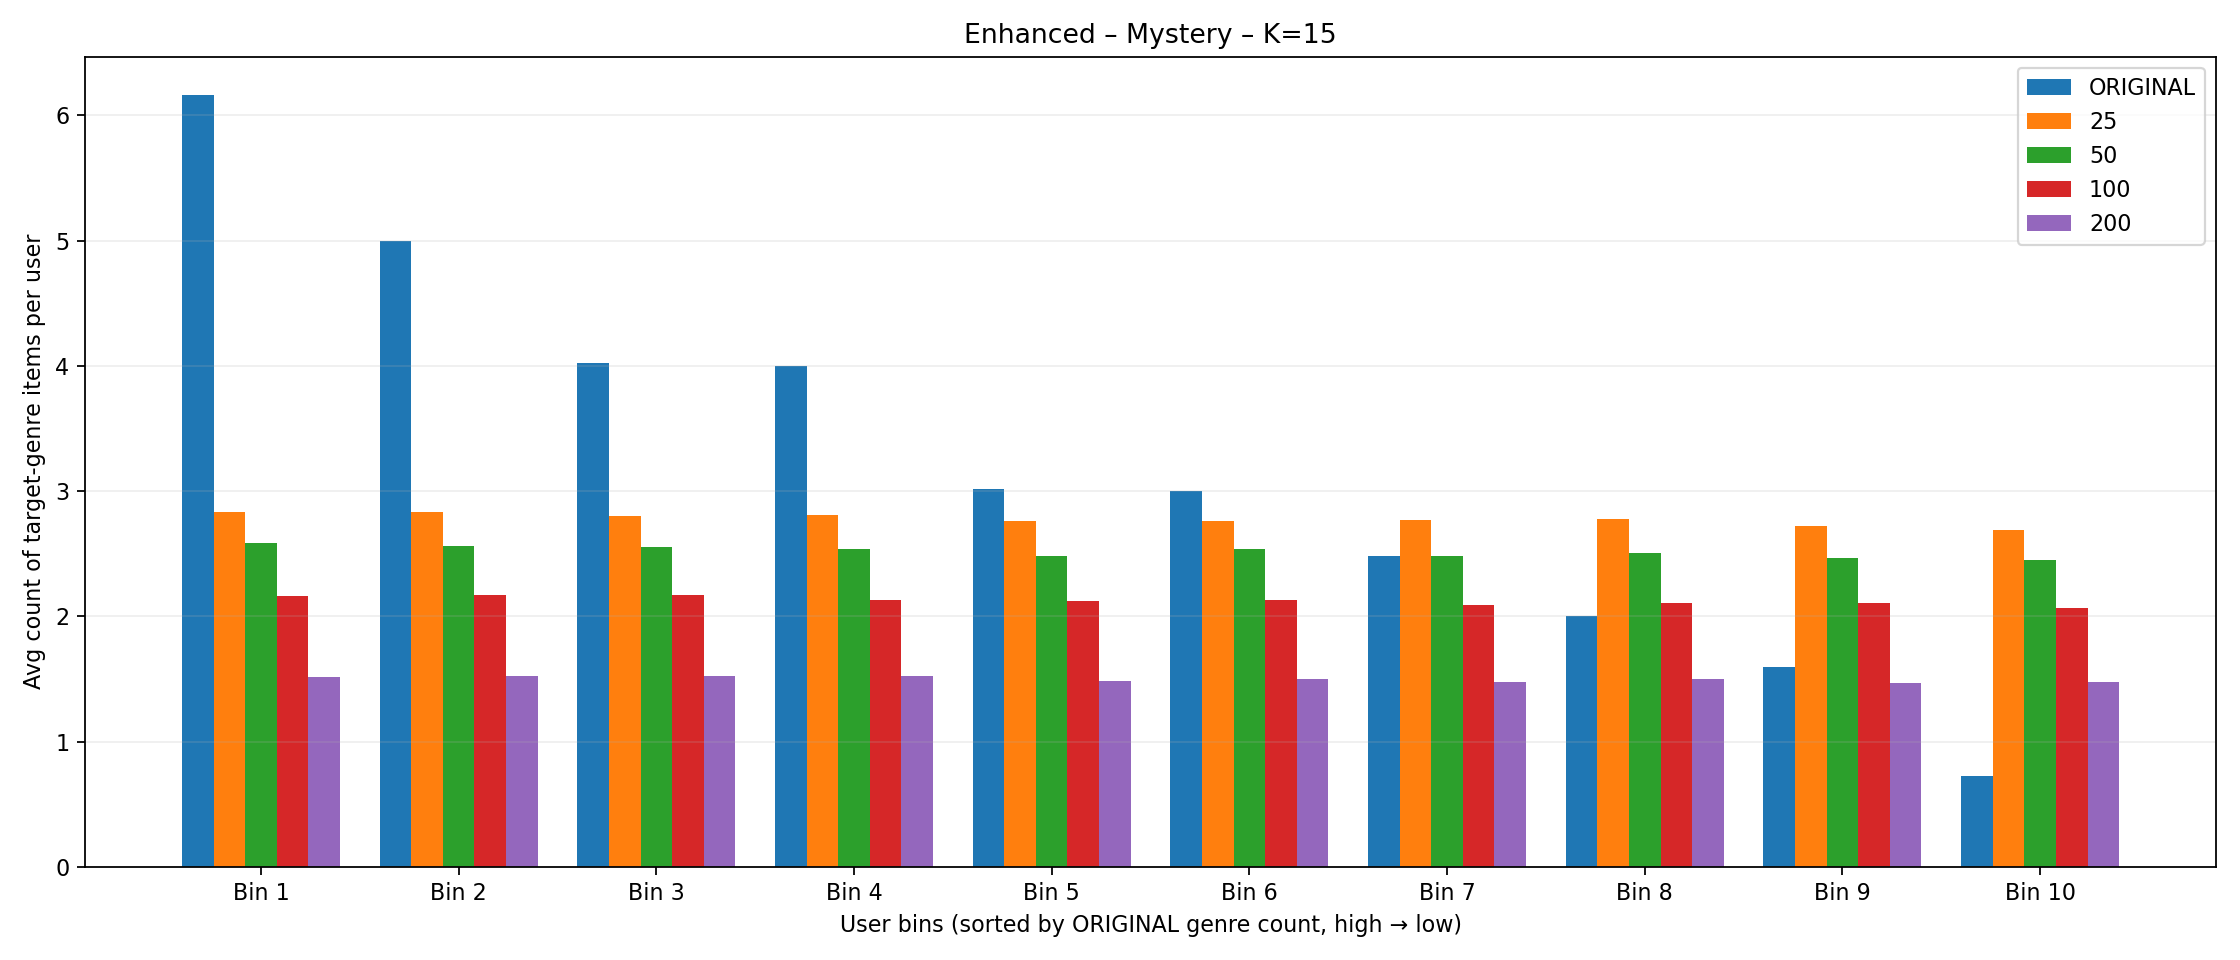 Enhanced – Mystery – K=15
ORIGINAL
25
50
100
200
Avg count of target-genre items per user
6
5
4
3
2
1
0
Bin 1 Bin 2 Bin 3 Bin 4 Bin 5 Bin 6 Bin 7 Bin 8 Bin 9 Bin 10
User bins (sorted by ORIGINAL genre count, high → low)